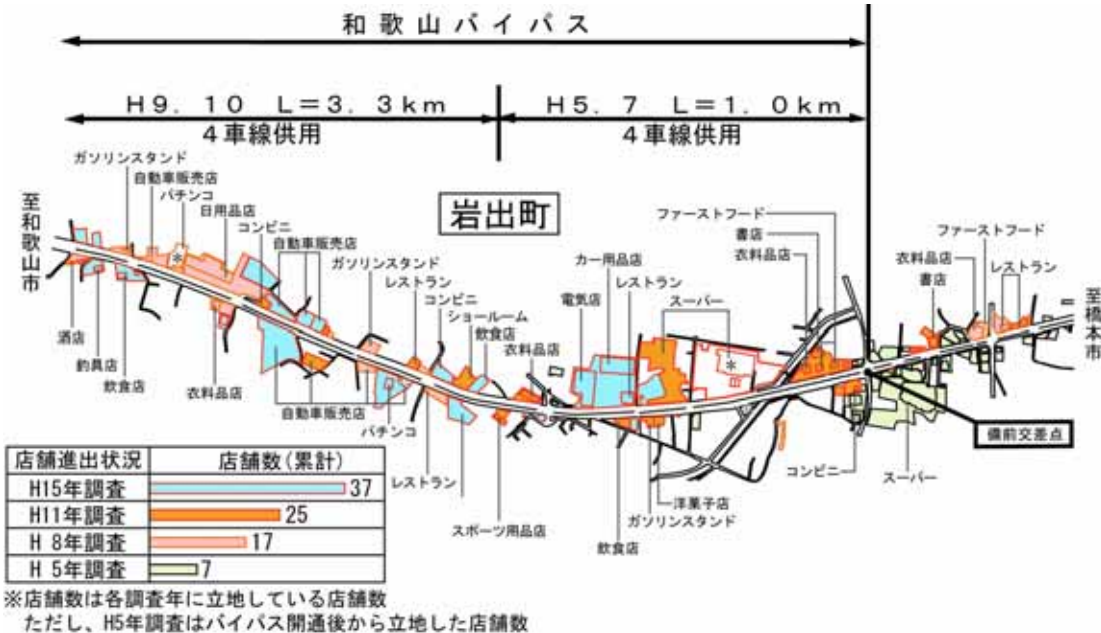 和歌山バイパス
H9.10 L=3.3km
4車線供用
H5.7 L=1.0km
4車線供用
岩出町
至和歌山市
至橋本市
ガソリンスタンド
自動車販売店
パチンコ
日用品店
コンビニ
自動車販売店
ガソリンスタンド
レストラン
コンビニ
ショールーム
飲食店
衣料品店
電気店
カー用品店
レストラン
スーパー
ファーストフード
書店
衣料品店
衣料品店
書店
ファーストフード
レストラン
*
*
酒店
釣具店
飲食店
衣料品店
自動車販売店
パチンコ
レストラン
レストラン
スポーツ用品店
飲食店
ガソリンスタンド
洋菓子店
コンビニ
スーパー
備前交差点
店舗進出状況 店舗数(累計)
H15年調査 37
H11年調査 25
H 8年調査 17
H 5年調査 7
※店舗数は各調査年に立地している店舗数
ただし、H5年調査はバイパス開通後から立地した店舗数